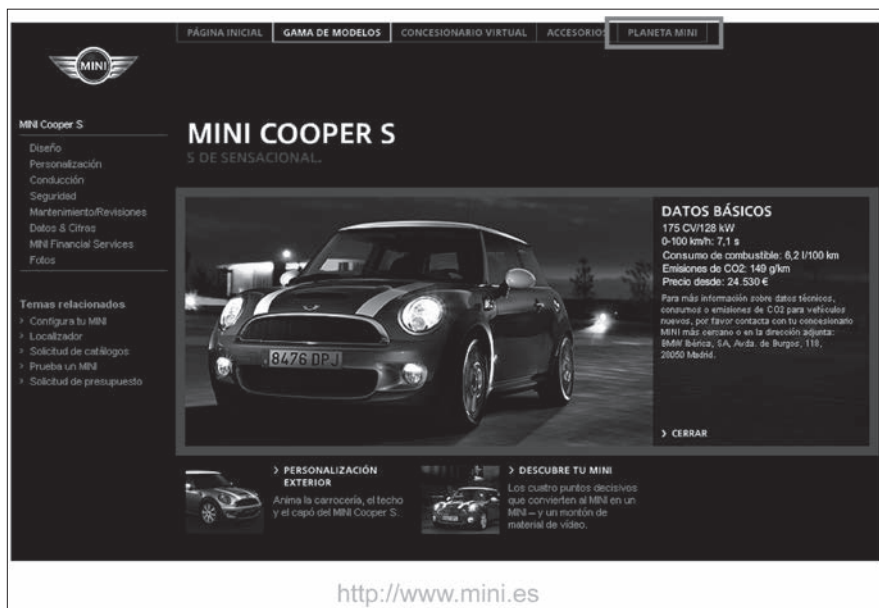 PÁGINA INICIAL
GAMA DE MODELOS
CONCESIONARIO VIRTUAL
ACCESORIOS
PLANETA MINI
MINI
MINI Cooper S
Diseño
Personalización
Conducción
Seguridad
Mantenimiento/Revisiones
Datos & Cifras
MINI Financial Services
Fotos
Temas relacionados
> Configura tu MINI
> Localizador
> Solicitud de catálogos
> Prueba un MINI
> Solicitud de presupuesto
MINI COOPER S
S DE SENSACIONAL.
8476 DPJ
DATOS BÁSICOS
175 CV/128 kW
0-100 km/h: 7,1 s
Consumo de combustible: 6,2 l/100 km
Emisiones de CO2: 149 g/km
Precio desde: 24.530 €
Para más información sobre datos técnicos,
consumos o emisiones de CO2 para vehículos
nuevos, por favor contacta con tu concesionario
MINI más cercano o en la dirección adjunta:
BMW Ibérica, SA, Avda. de Burgos, 118,
28050 Madrid.
> CERRAR
> PERSONALIZACIÓN
EXTERIOR
Anima la carrocería, el techo
y el capó del MINI Cooper S.
> DESCUBRE TU MINI
Los cuatro puntos decisivos
que convierten al MINI en un
MINI – y un montón de
material de vídeo.
http://www.mini.es